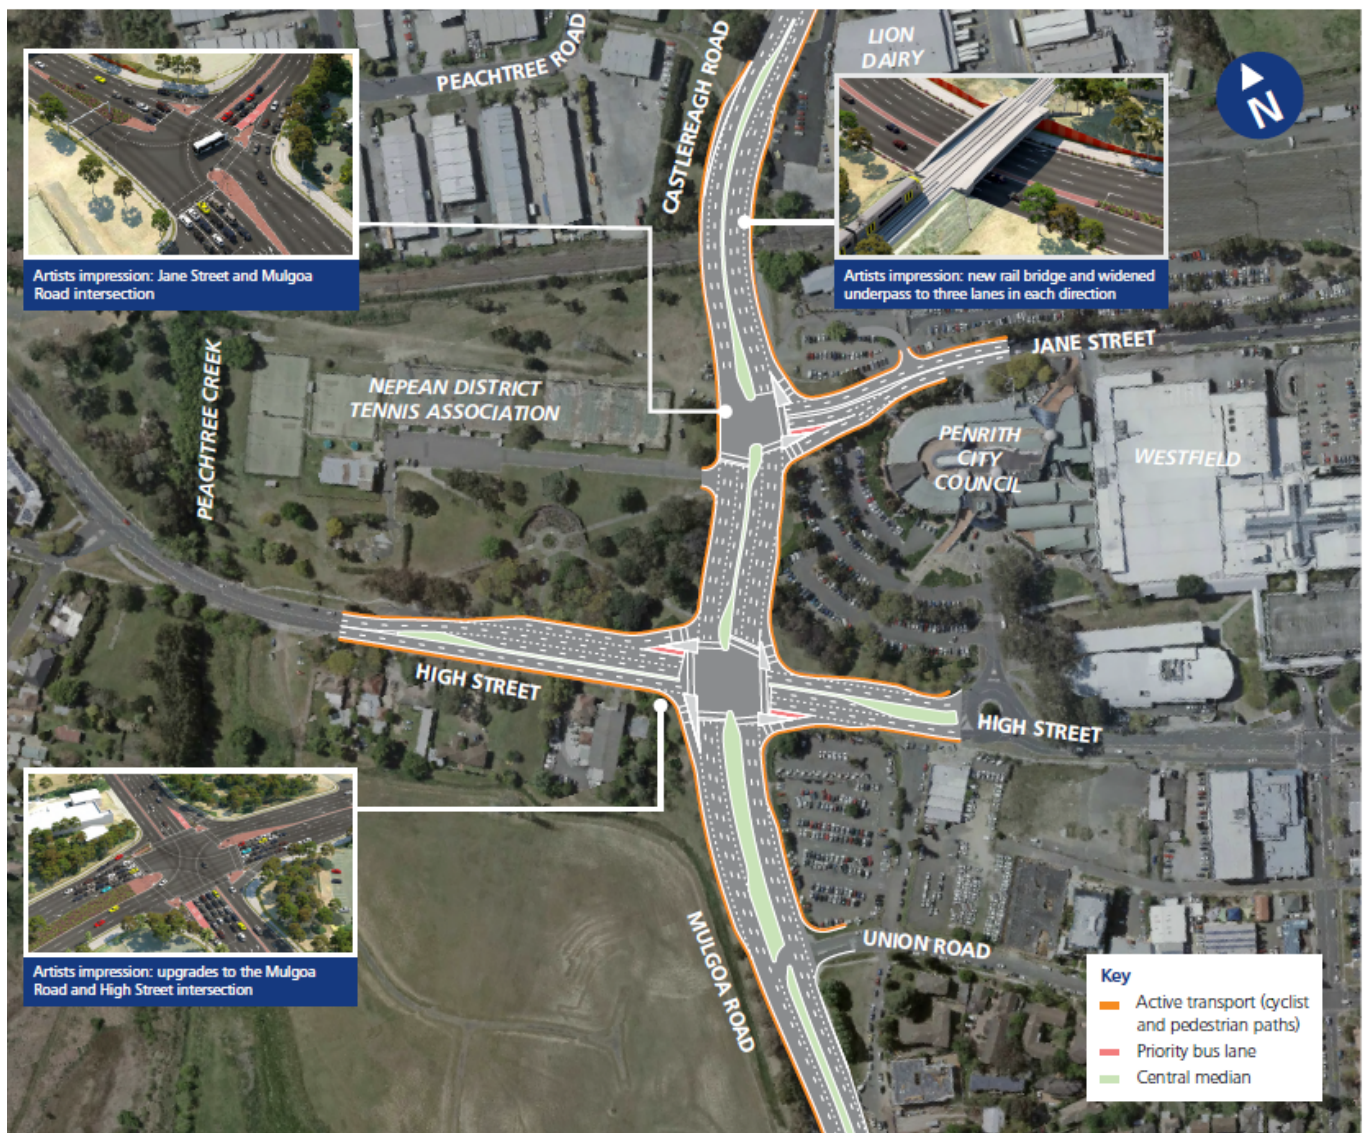 PEACHTREE ROAD
CASTLEREAGH ROAD
LION
DAIRY
N
Artists impression: Jane Street and Mulgoa
Road intersection
Artists impression: new rail bridge and widened
underpass to three lanes in each direction
JANE STREET
PEACHTREE CREEK
NEPEAN DISTRICT
TENNIS ASSOCIATION
PENRITH
CITY
COUNCIL
WESTFIELD
HIGH STREET
HIGH STREET
Artists impression: upgrades to the Mulgoa
Road and High Street intersection
MULGOA ROAD
UNION ROAD
Key
Active transport (cyclist
and pedestrian paths)
Priority bus lane
Central median